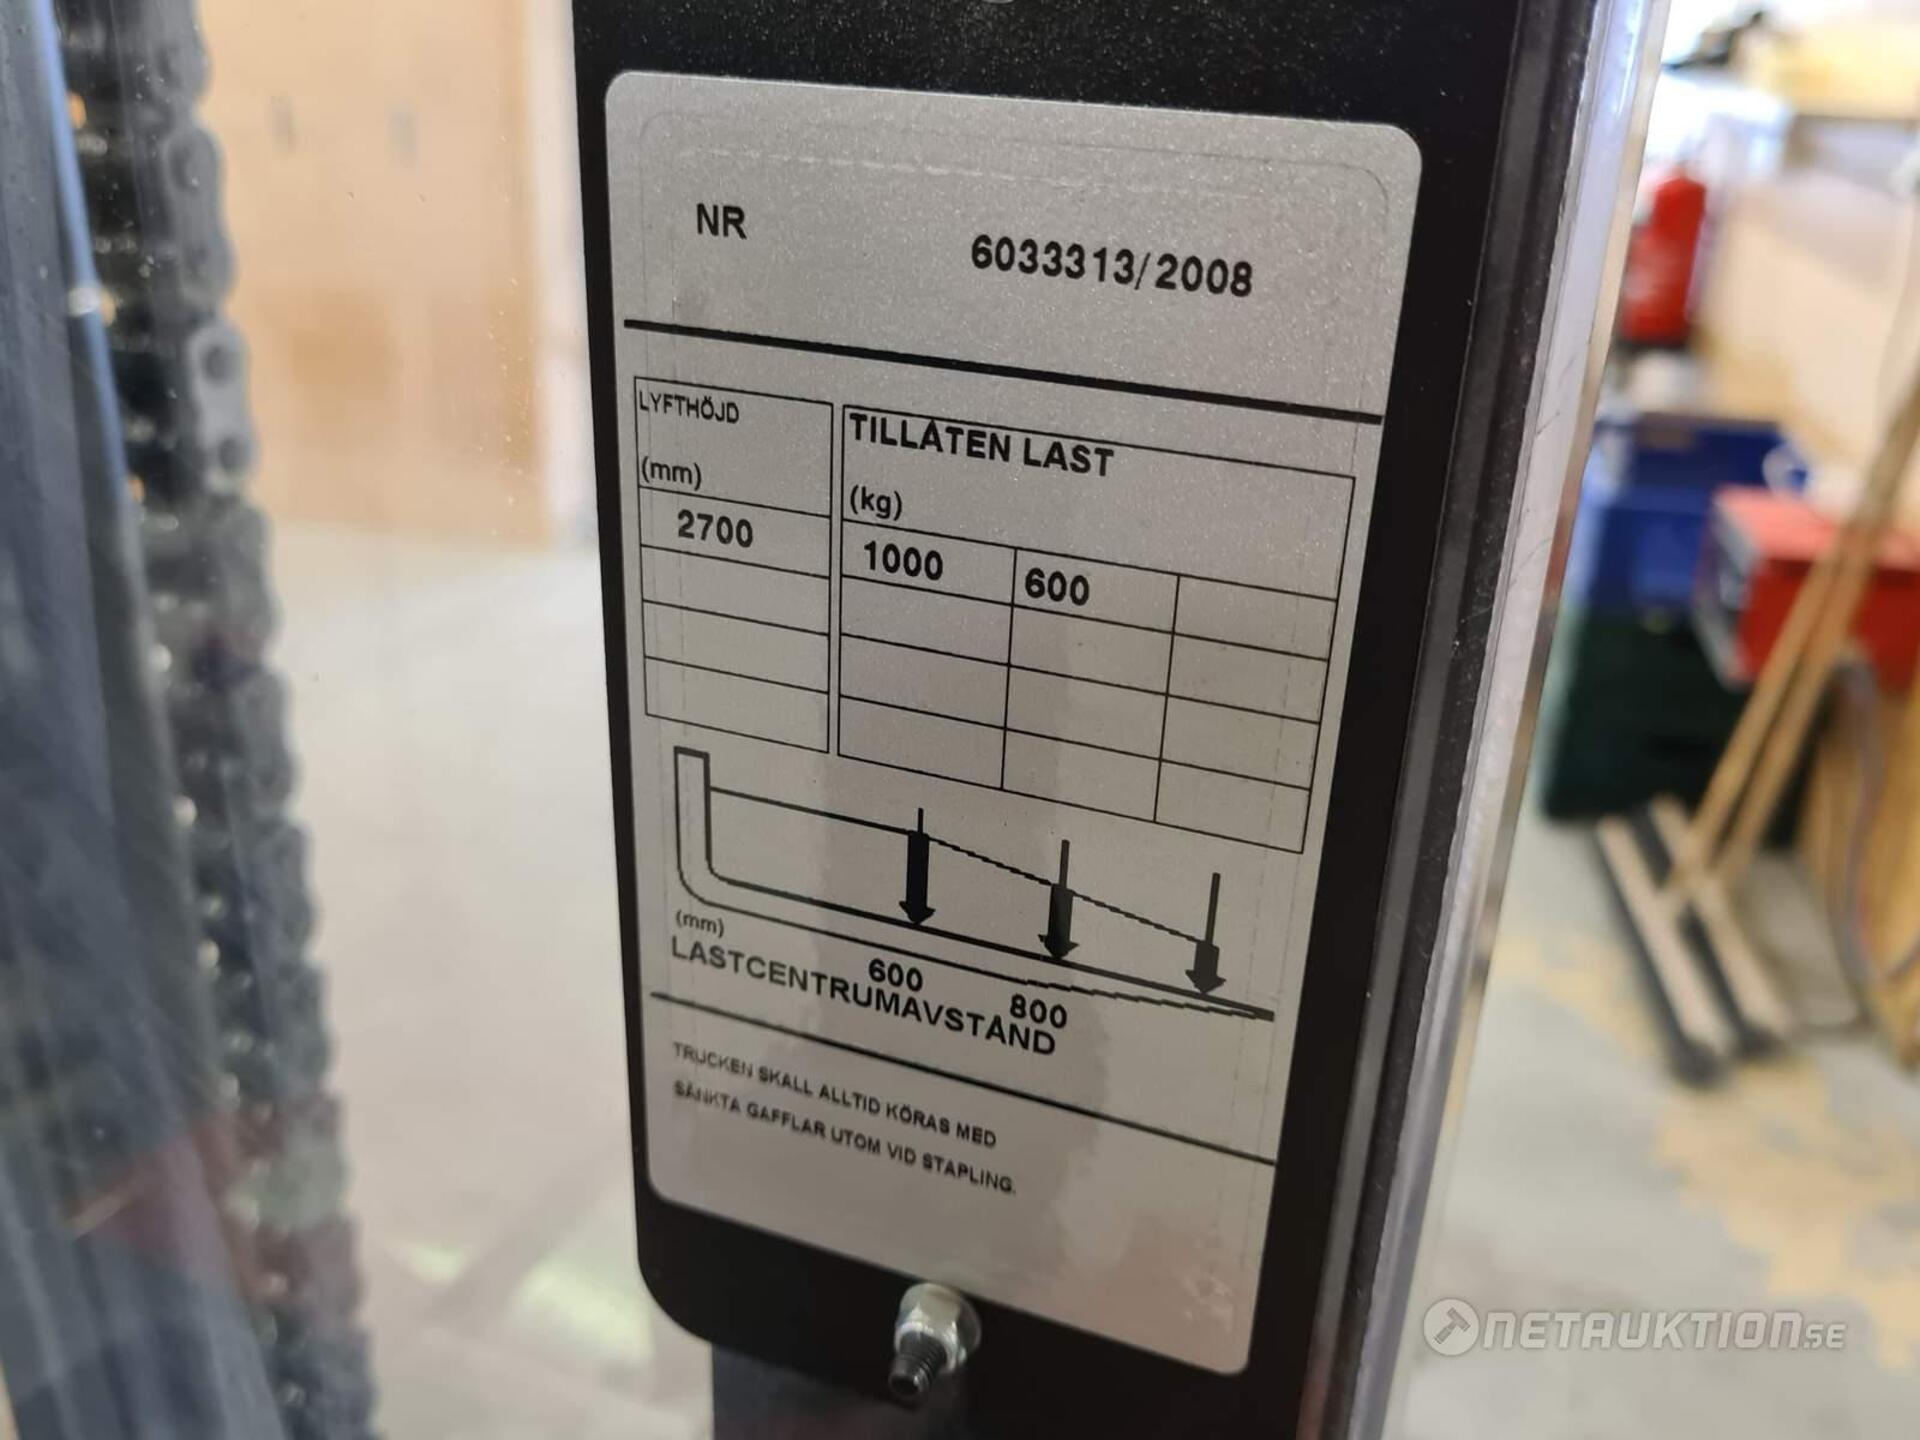 NR 6033313/2008
LYFTHÖJD
(mm)
2700
TILLÅTEN LAST
(kg)
1000 600
(mm)
600 800
LASTCENTRUMAVSTÅND
TRUCKEN SKALL ALLTID KÖRAS MED
SÄNKTA GAFFLAR UTOM VID STAPLING.
NETAUKTION.SE